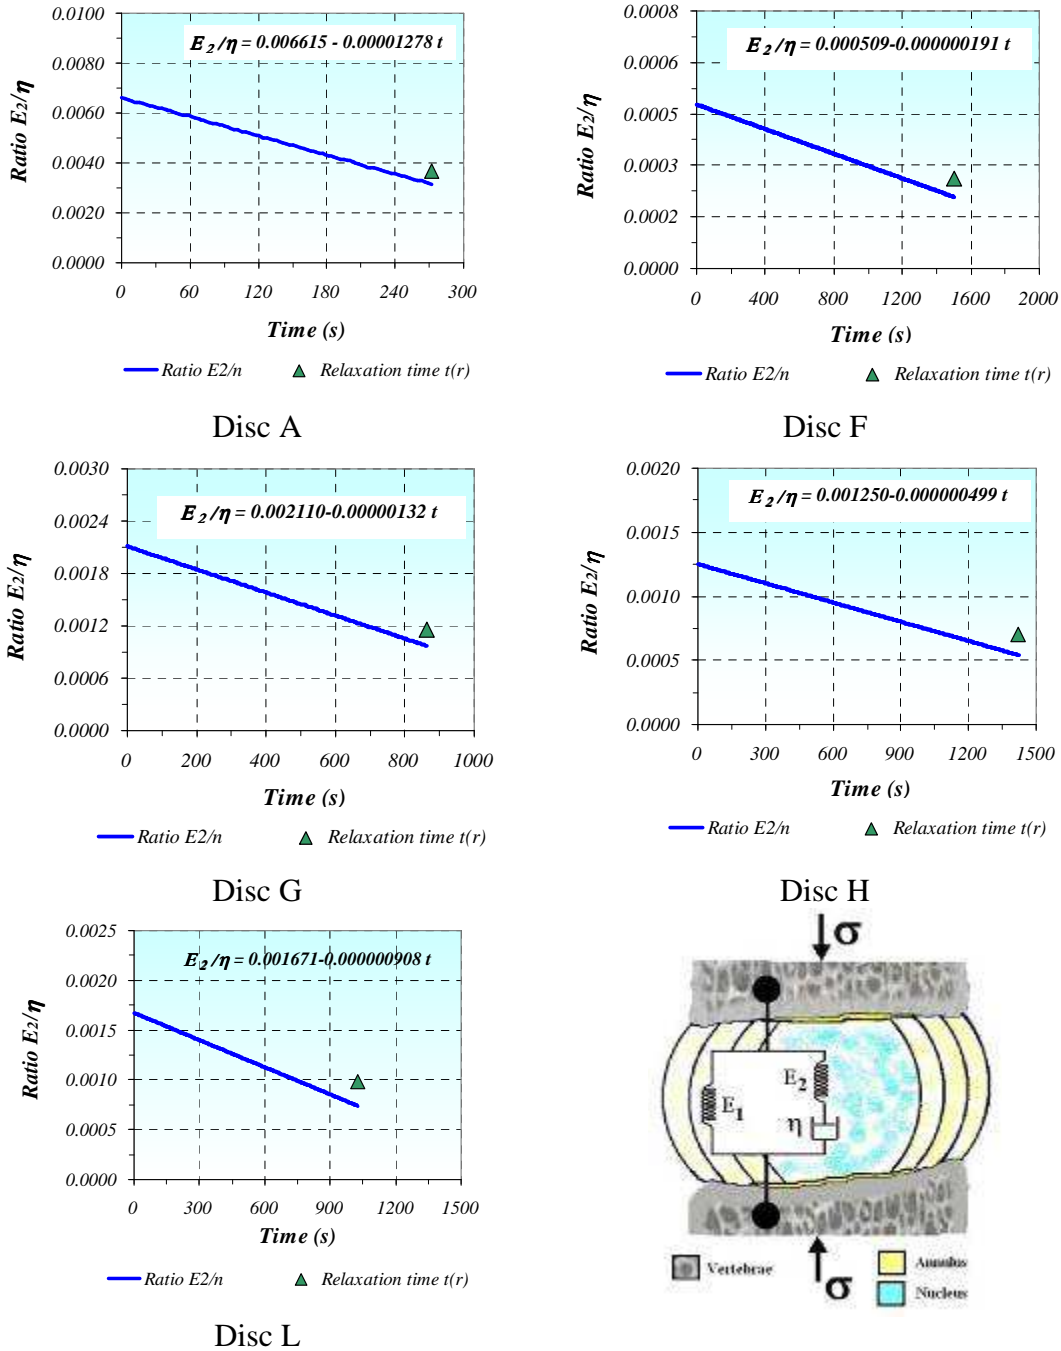 0.0100
0.0080
0.0060
0.0040
0.0020
0.0000
Ratio E2/η
E2/η = 0.006615 - 0.00001278 t
0 60 120 180 240 300
Time (s)
Ratio E2/n Relaxation time t(r)
Disc A
0.0008
0.0006
0.0005
0.0003
0.0002
0.0000
Ratio E2/η
E2/η = 0.000509-0.000000191 t
0 400 800 1200 1600 2000
Time (s)
Ratio E2/n Relaxation time t(r)
Disc F
0.0030
0.0024
0.0018
0.0012
0.0006
0.0000
Ratio E2/η
E2/η = 0.002110-0.00000132 t
0 200 400 600 800 1000
Time (s)
Ratio E2/n Relaxation time t(r)
Disc G
0.0020
0.0015
0.0010
0.0005
0.0000
Ratio E2/η
E2/η = 0.001250-0.000000499 t
0 300 600 900 1200 1500
Time (s)
Ratio E2/n Relaxation time t(r)
Disc H
0.0025
0.0020
0.0015
0.0010
0.0005
0.0000
Ratio E2/η
E2/η = 0.001671-0.000000908 t
0 300 600 900 1200 1500
Time (s)
Ratio E2/n Relaxation time t(r)
Disc L
σ
E2
E1
η
σ
Vertebrae
Annulus
Nucleus